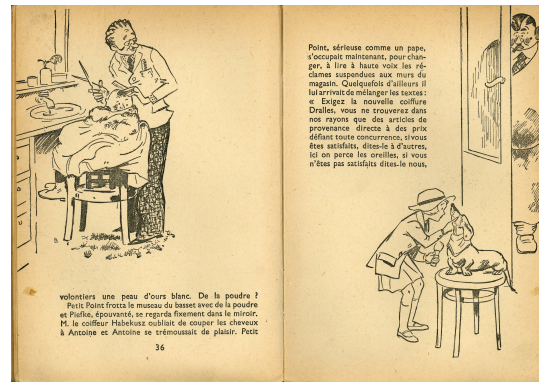 volontiers une peau d'ours blanc. De la poudre ?
Petit Point frotta le museau du basset avec de la poudre
et Piefke, épouvanté, se regarda fixement dans le miroir.
M. le coiffeur Habekusz oubliait de couper les cheveux
à Antoine et Antoine se trémoussait de plaisir. Petit
36
Point, sérieuse comme un pape,
s'occupait maintenant, pour chan-
ger, à lire à haute voix les ré-
clames suspendues aux murs du
magasin. Quelquefois d'ailleurs il
lui arrivait de mélanger les textes :
« Exigez la nouvelle coiffure
Dralles, vous ne trouverez dans
nos rayons que des articles de
provenance directe à des prix
défiant toute concurrence, si vous
êtes satisfaits, dites-le à d'autres,
ici on perce les oreilles, si vous
n'êtes pas satisfaits dites-le nous,